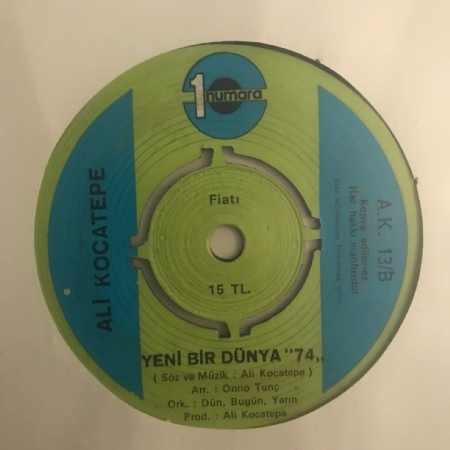 1 numara
ALİ KOCATEPE
Fiatı
15 TL.
A.K. 13/B
Kopya edilemez.
Her hakkı mahfuzdur.
YENİ BİR DÜNYA "74„
( Söz ve Müzik : Ali Kocatepe )
Arr. : Onno Tunç
Ork. : Dün, Bugün, Yarın
Prod. : Ali Kocatepe